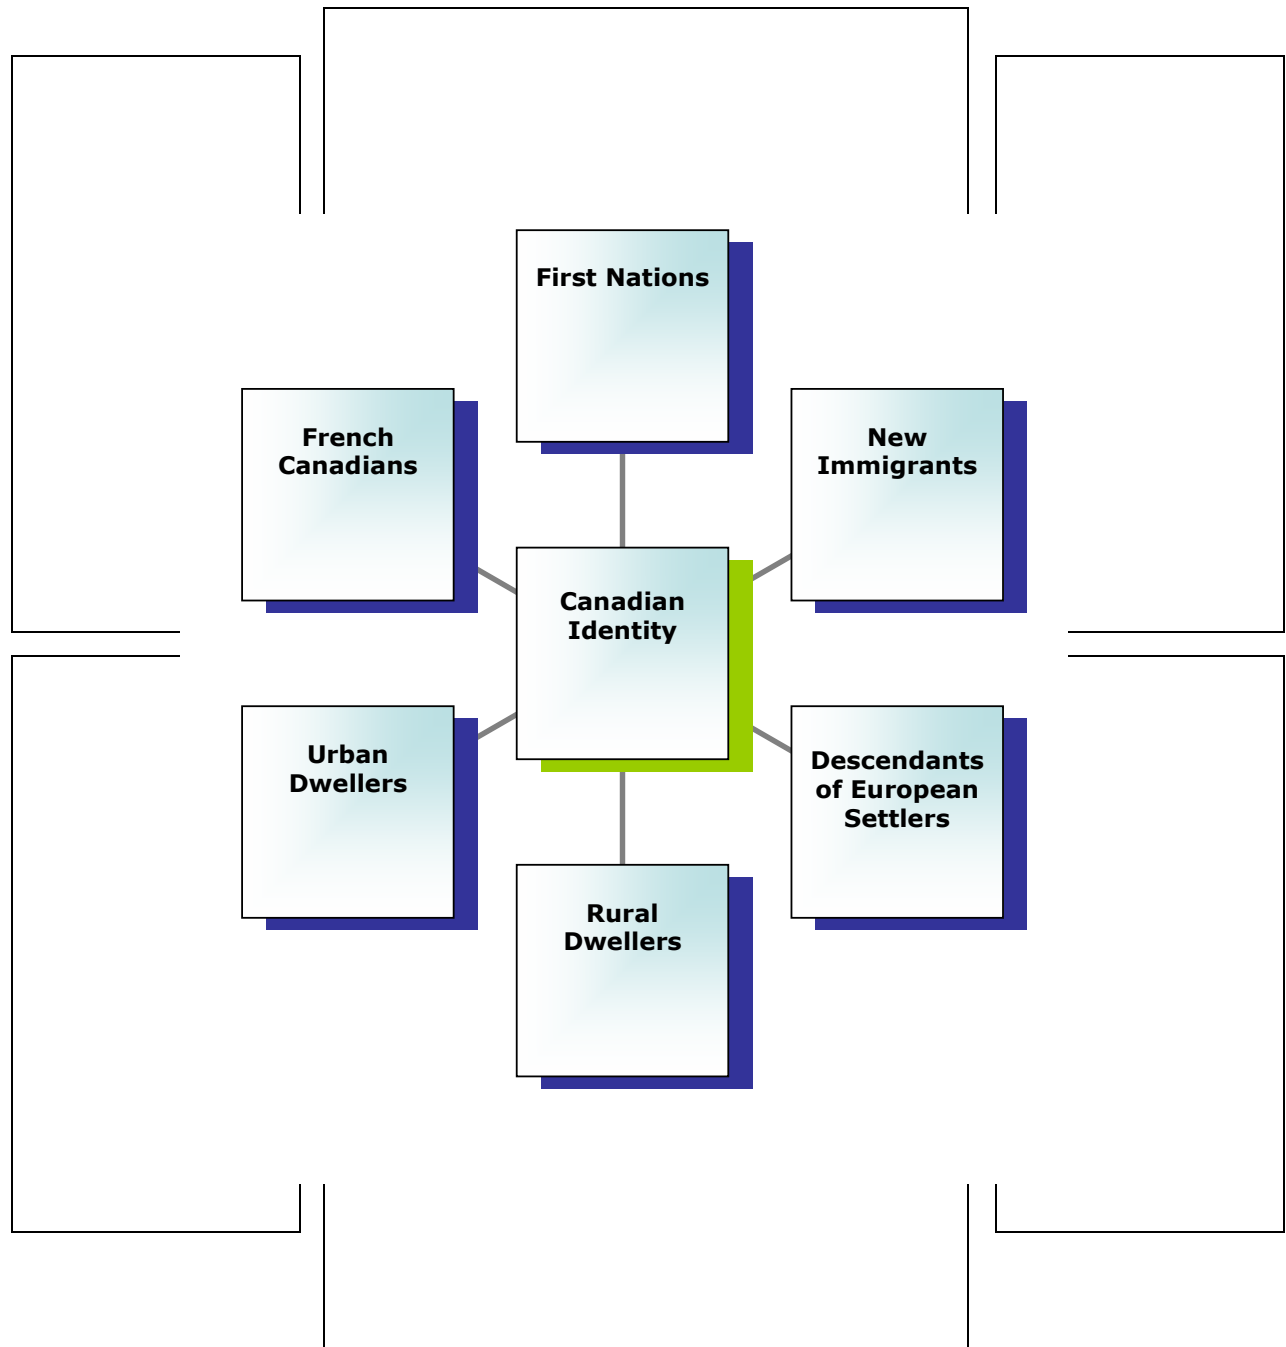 First Nations
French
Canadians
New
Immigrants
Canadian
Identity
Urban
Dwellers
Descendants
of European
Settlers
Rural
Dwellers